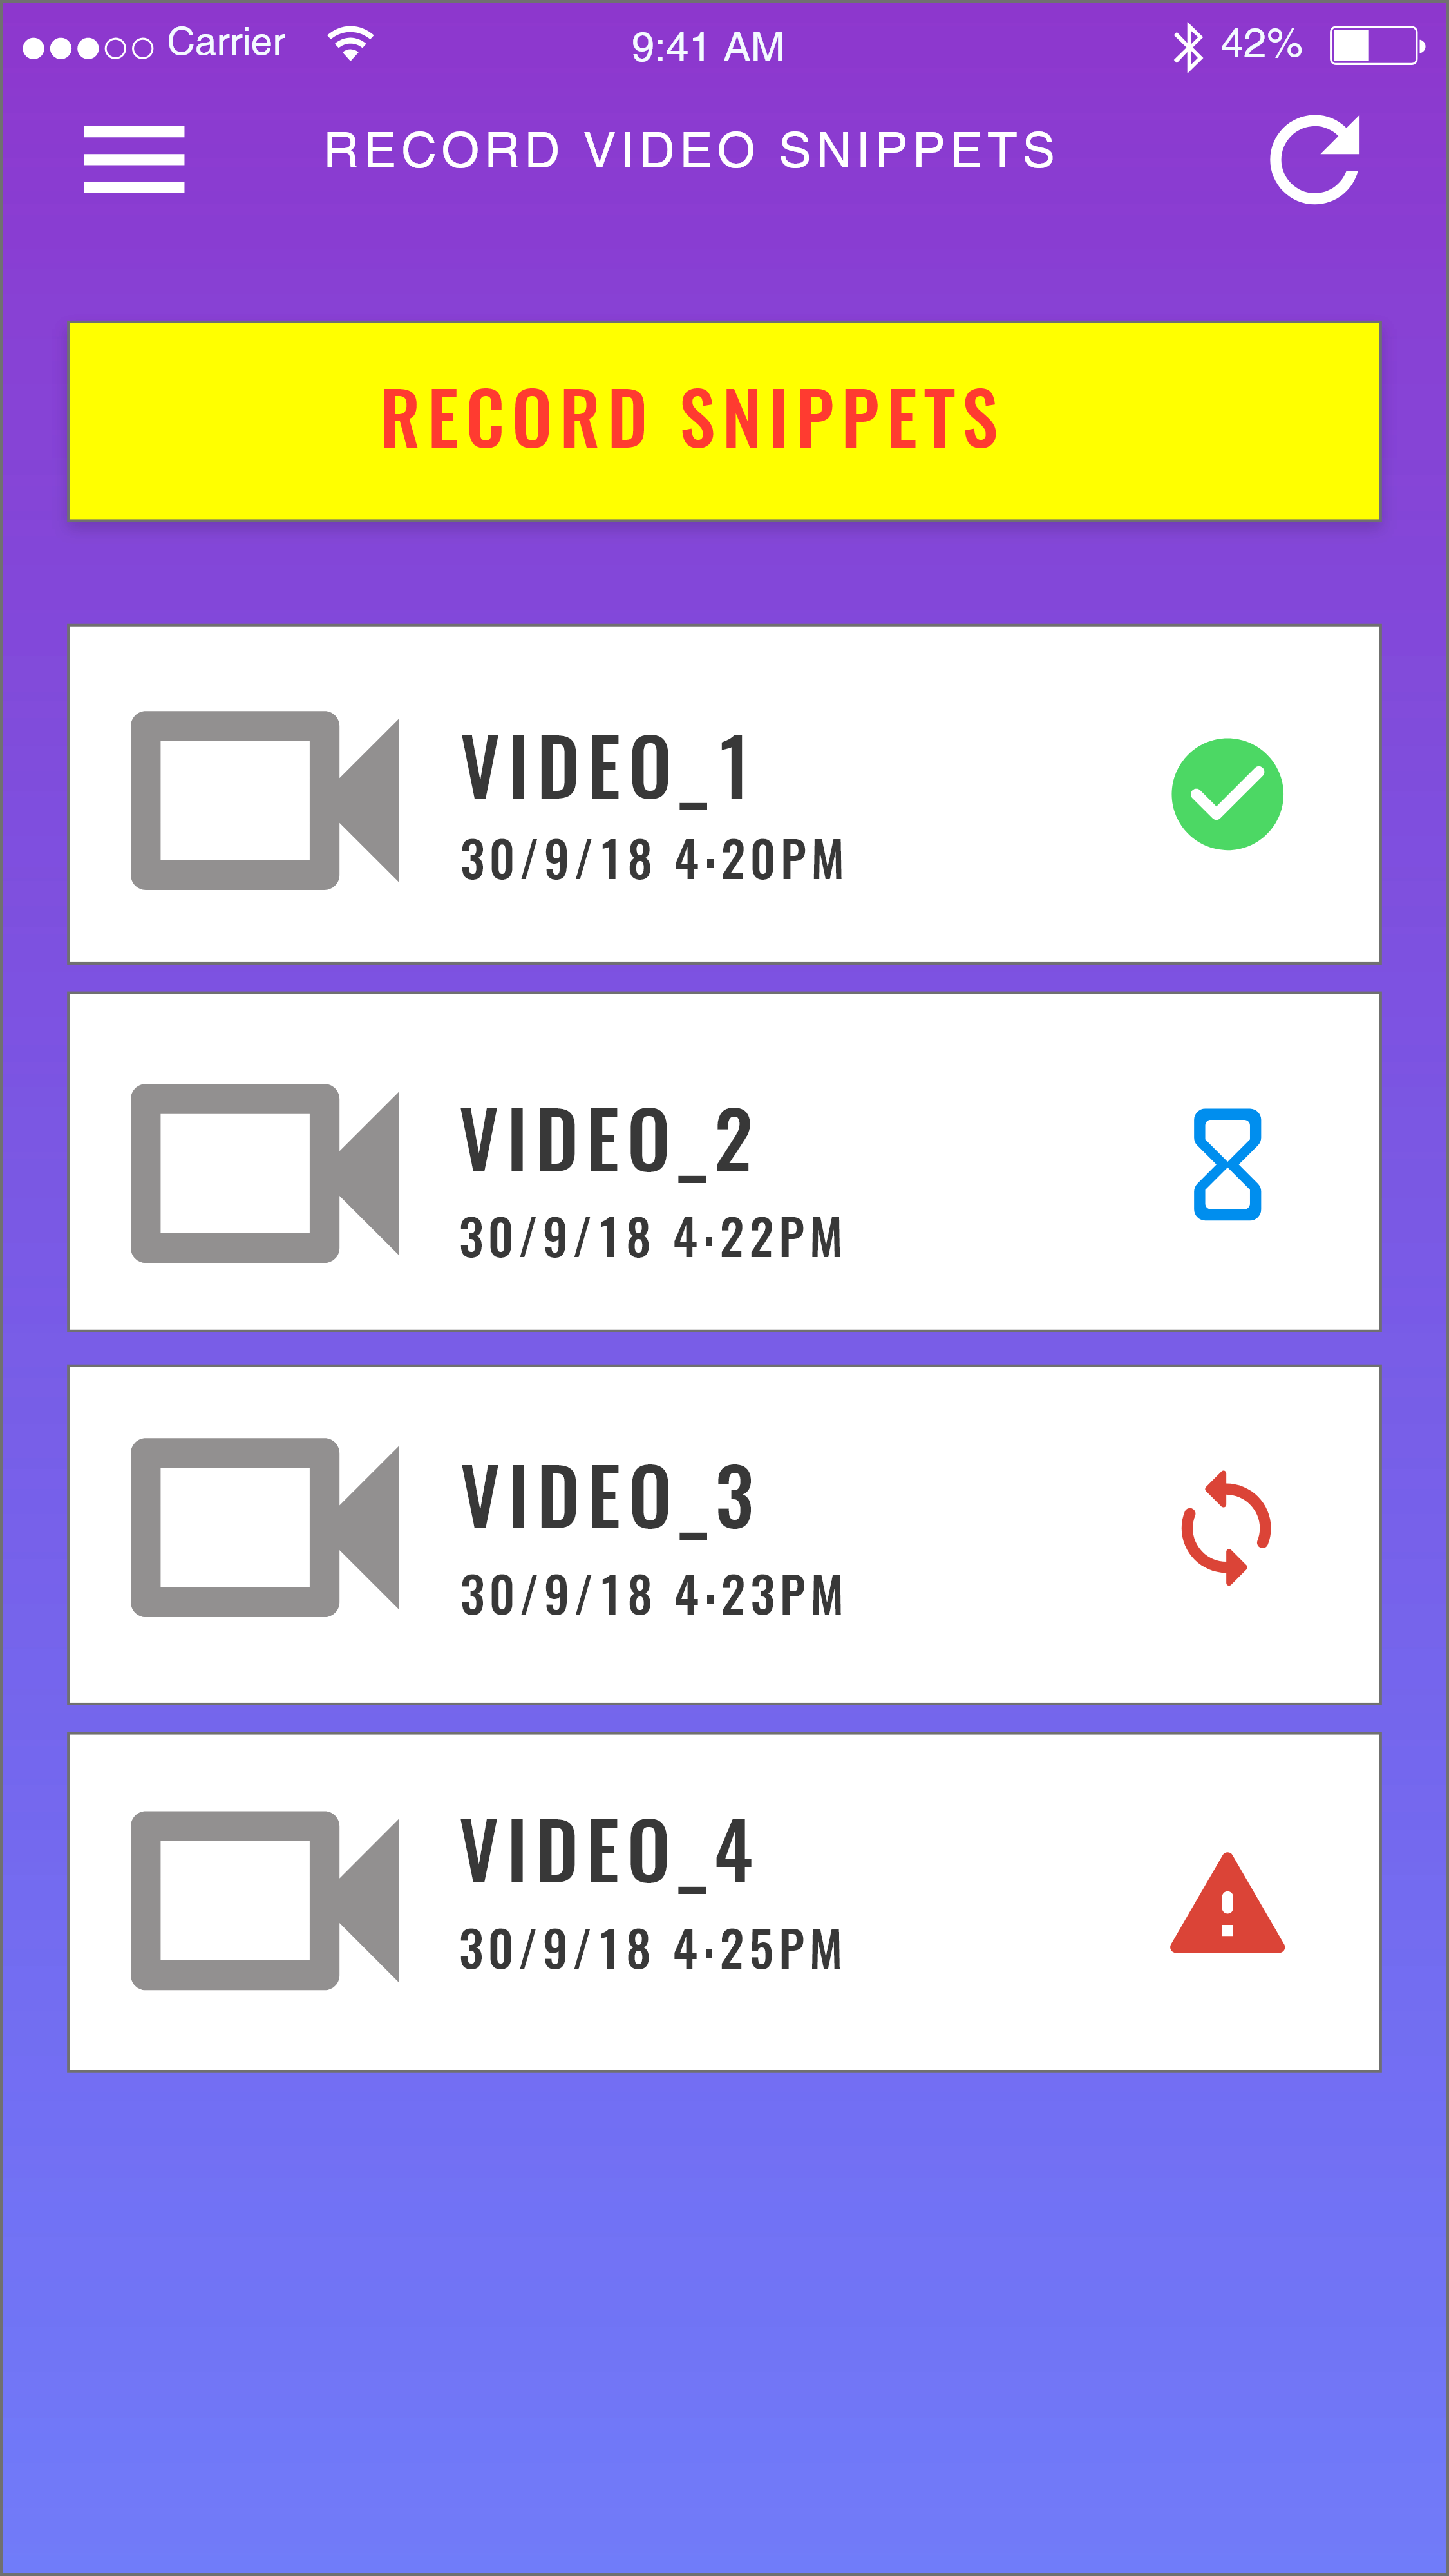 Carrier 9:41 AM 42%
RECORD VIDEO SNIPPETS
RECORD SNIPPETS
VIDEO_1
30/9/18 4·20PM
VIDEO_2
30/9/18 4·22PM
VIDEO_3
30/9/18 4·23PM
VIDEO_4
30/9/18 4·25PM